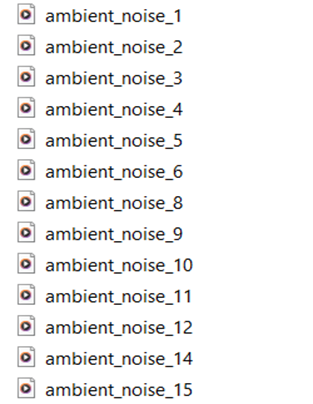 ambient_noise_1
ambient_noise_2
ambient_noise_3
ambient_noise_4
ambient_noise_5
ambient_noise_6
ambient_noise_8
ambient_noise_9
ambient_noise_10
ambient_noise_11
ambient_noise_12
ambient_noise_14
ambient_noise_15